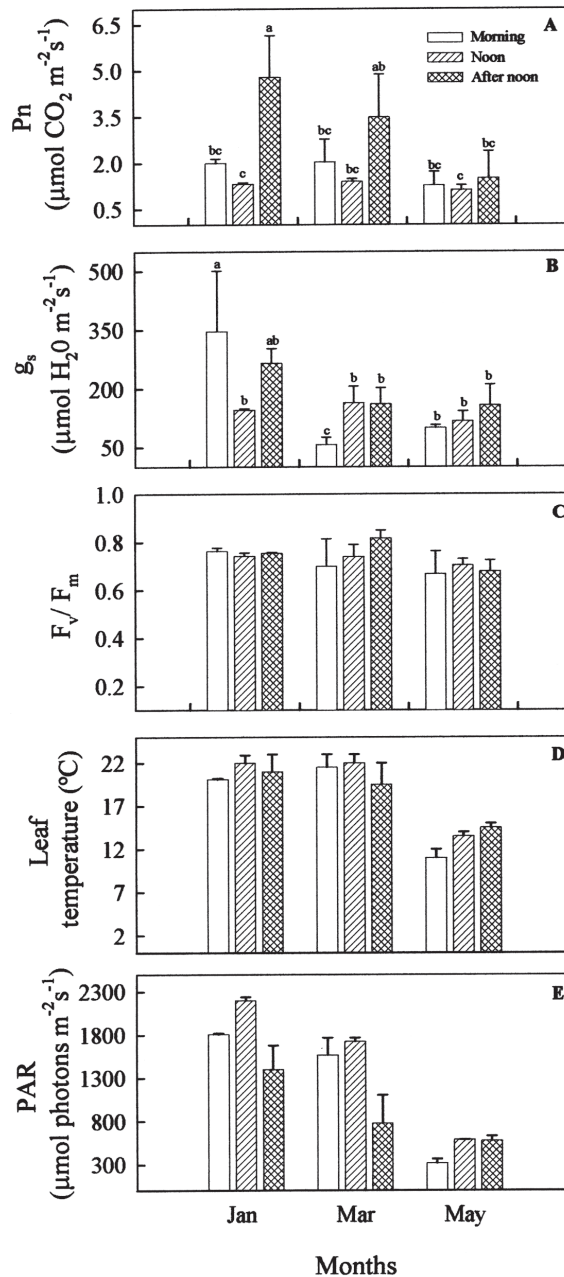 A
Morning
Noon
After noon
Pn
(μmol CO2 m-2s-1)
6.5
5.0
3.5
2.0
0.5
bc
c
a
bc
bc
ab
bc
c
bc
B
gs
(μmol H20 m-2s-1)
500
350
200
50
a
b
ab
c
b
b
b
b
b
C
Fv/ Fm
1.0
0.8
0.6
0.4
0.2
D
Leaf
temperature (°C)
22
17
12
7
2
E
PAR
(μmol photons m-2s-1)
2300
1800
1300
800
300
Jan Mar May
Months